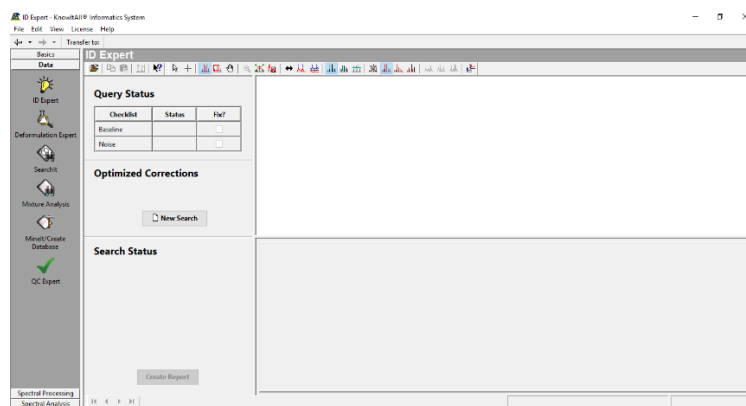 ID Expert - KnowItAll® Informatics System
File Edit View License Help
Transfer to:
Basics
Data
ID Expert
Deformulation Expert
SearchIt
Mixture Analysis
MineIt/Create
Database
QC Expert
Spectral Processing
Spectral Analysis
ID Expert
Query Status
Checklist Status Fix?
Baseline
Noise
Optimized Corrections
New Search
Search Status
Create Report